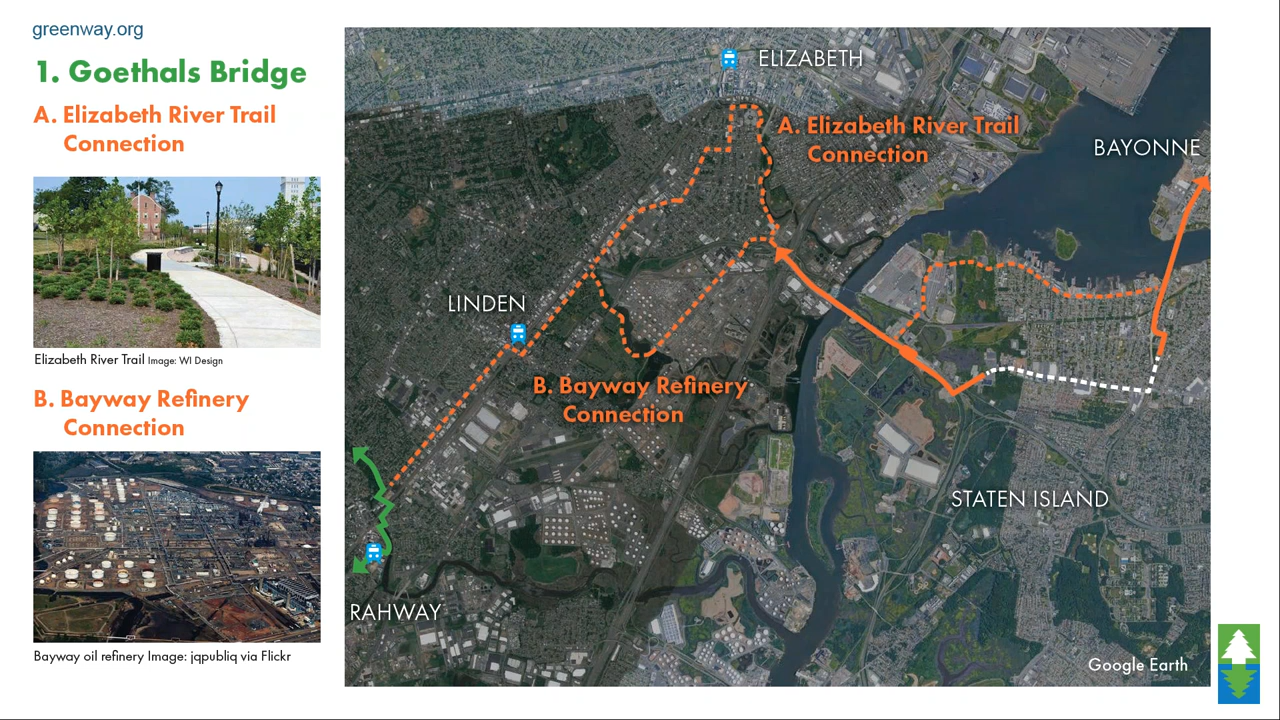 greenway.org
1. Goethals Bridge
A. Elizabeth River Trail
Connection
Elizabeth River Trail Image: WI Design
B. Bayway Refinery
Connection
Bayway oil refinery Image: jqpubliq via Flickr
ELIZABETH
A. Elizabeth River Trail
Connection
BAYONNE
LINDEN
B. Bayway Refinery
Connection
STATEN ISLAND
RAHWAY
Google Earth